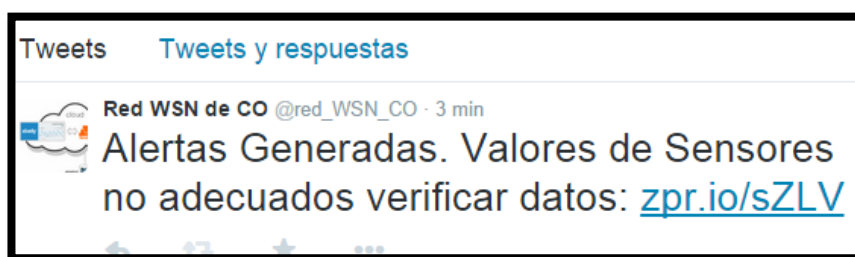 Tweets Tweets y respuestas
Red WSN de CO @red_WSN_CO · 3 min
Alertas Generadas. Valores de Sensores
no adecuados verificar datos: zpr.io/sZLV